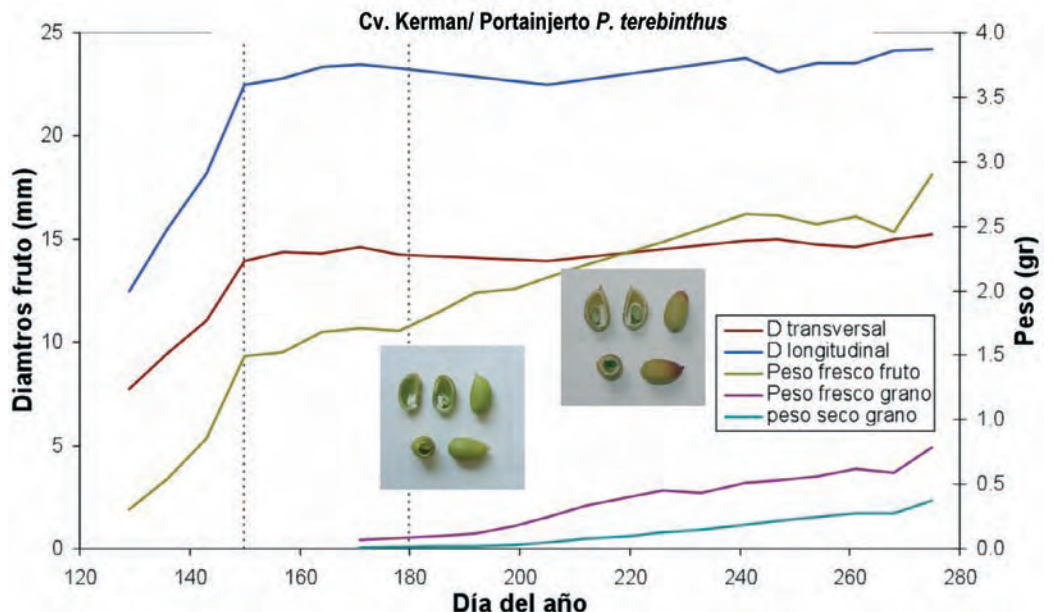 Cv. Kerman/ Portainjerto P. terebinthus
25
20
15
10
5
0
Diamtros fruto (mm)
4.0
3.5
3.0
2.5
2.0
1.5
1.0
0.5
0.0
Peso (gr)
D transversal
D longitudinal
Peso fresco fruto
Peso fresco grano
peso seco grano
120 140 160 180 200 220 240 260 280
Día del año